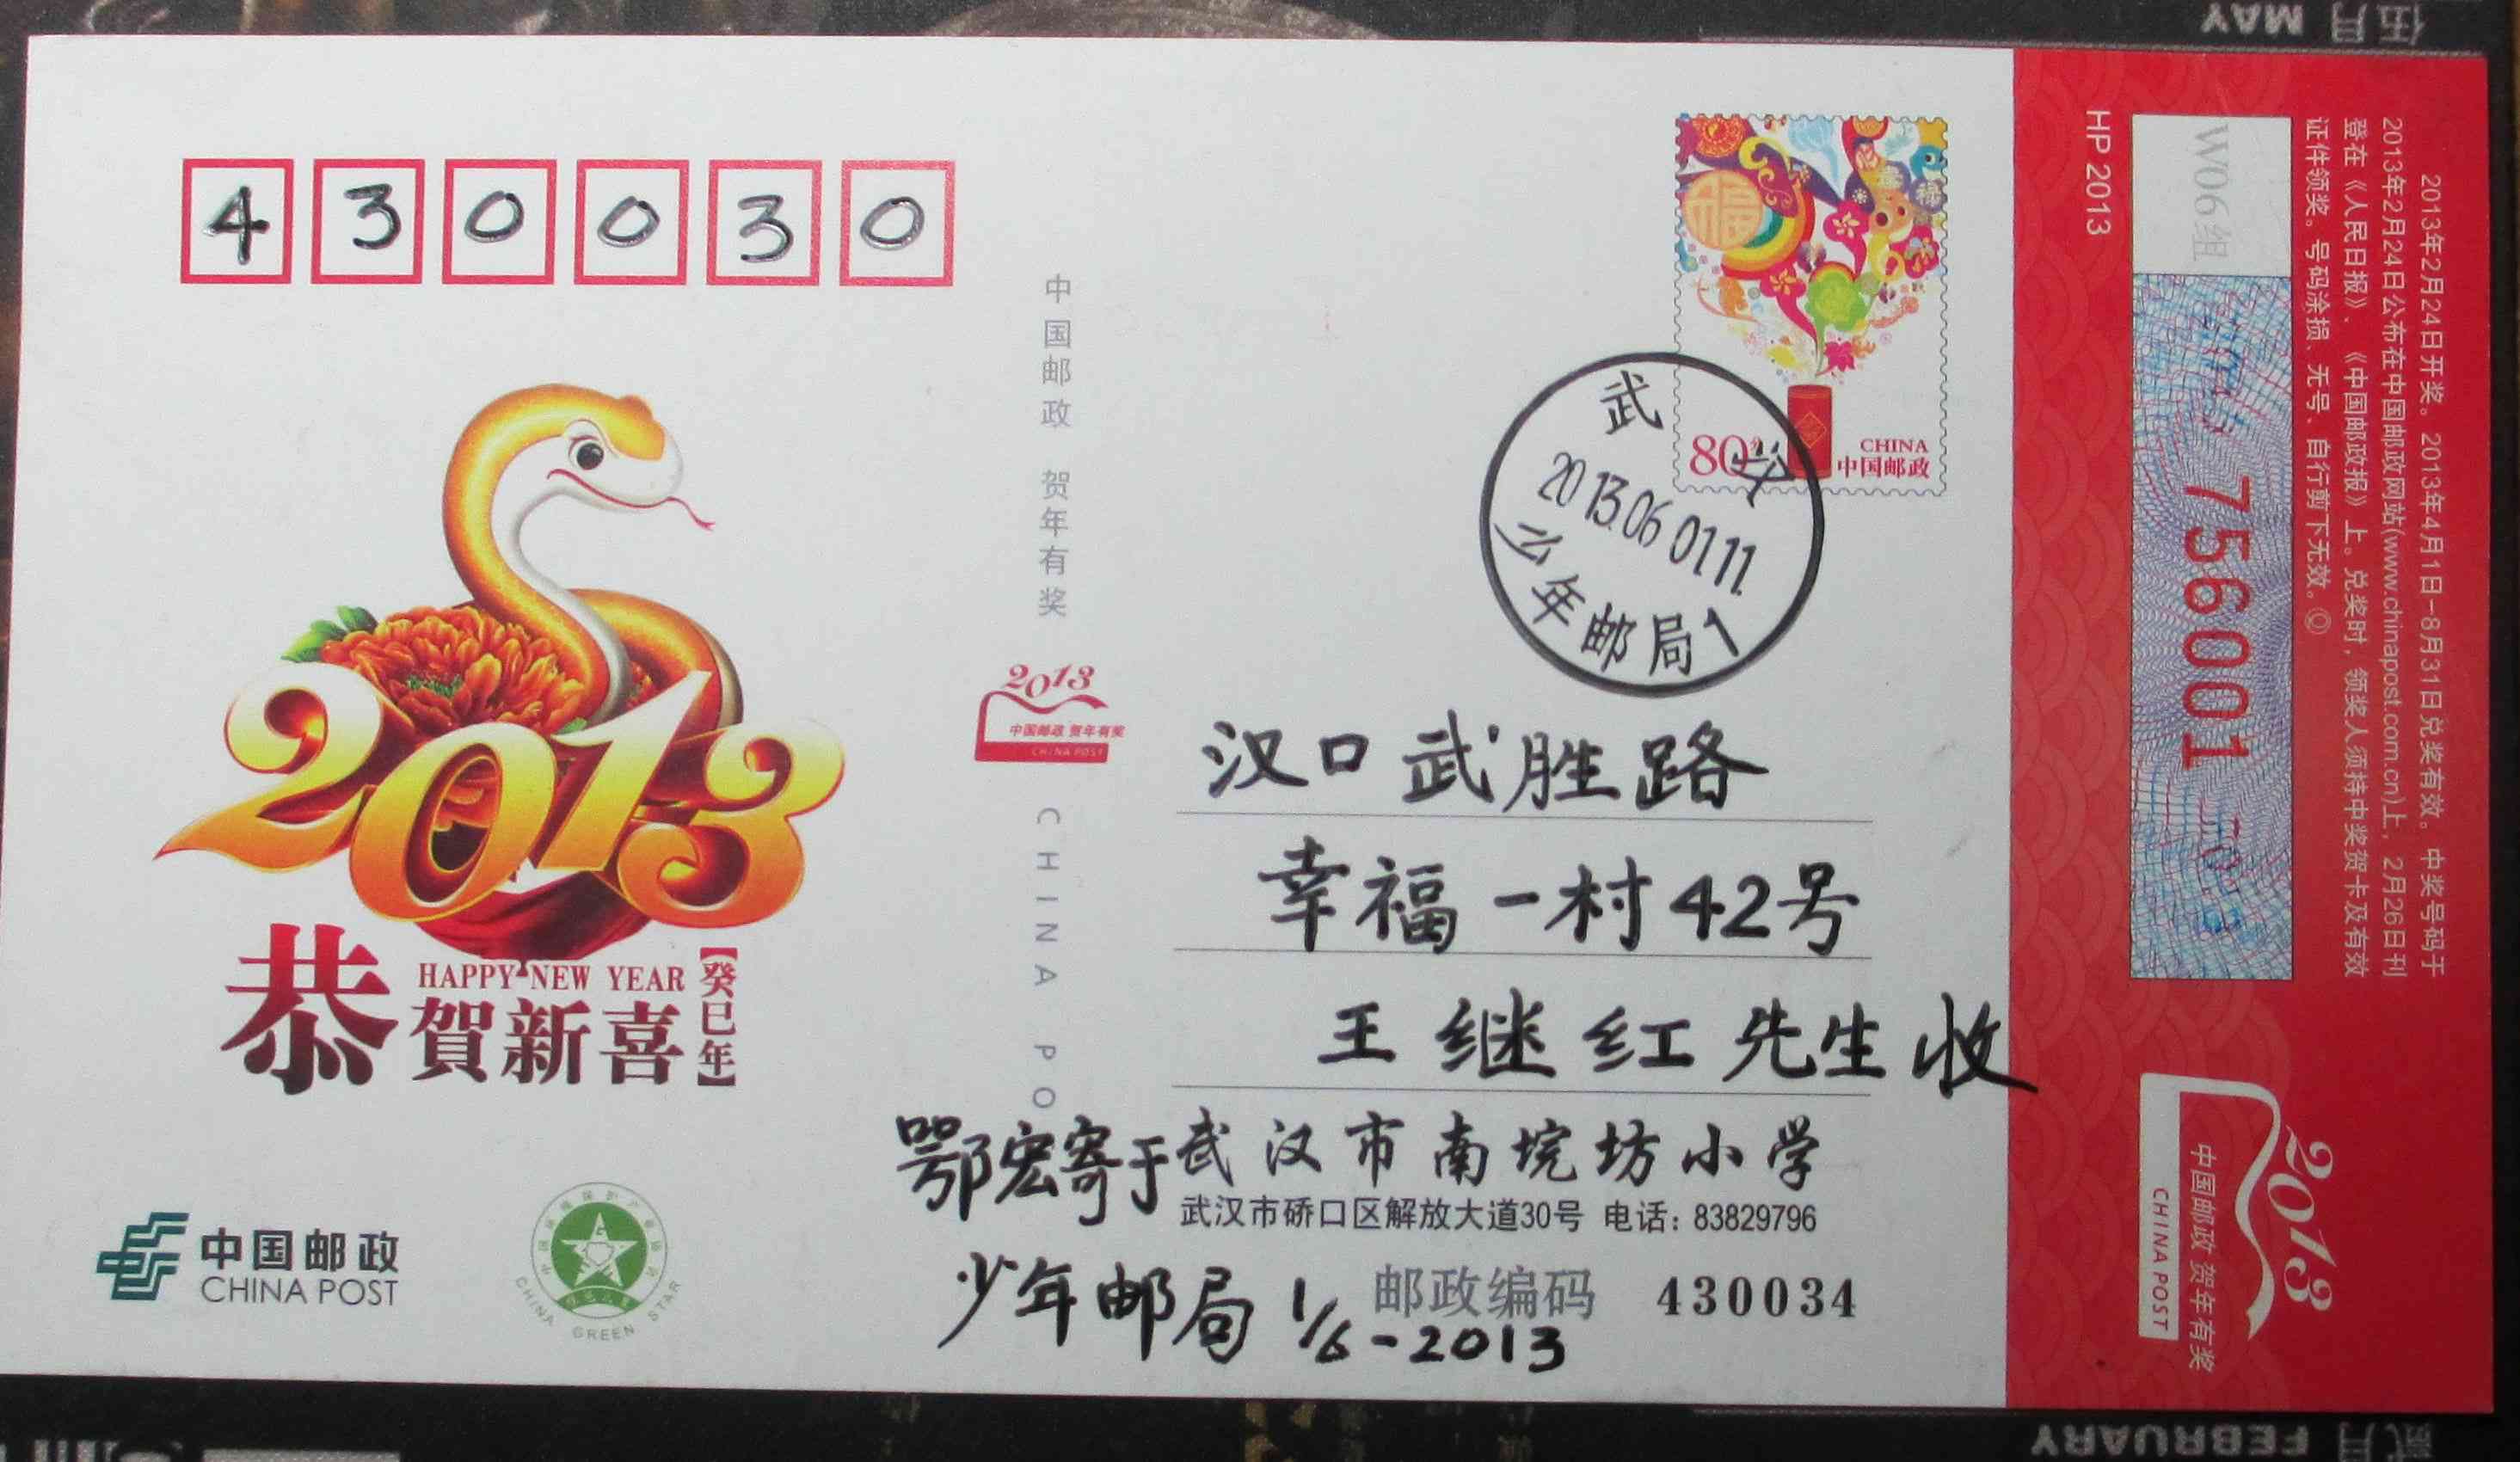 430030
中国邮政 贺年有奖
2013
中国邮政 贺年有奖
CHINA POST
CHINA PO
2013
恭賀新喜
HAPPY NEW YEAR
【癸巳年】
中国邮政
CHINA POST
CHINA GREEN STAR
福
80分
CHINA
中国邮政
武汉
2013.06 01 11
少年邮局1
汉口武胜路
幸福一村42号
王继红先生收
鄂宏寄于武汉市南垸坊小学
武汉市硚口区解放大道30号 电话：83829796
少年邮局 1/6-2013
邮政编码 430034
HP 2013
W06组
756001
2013年2月24日开奖。2013年4月1日-8月31日兑奖有效。中奖号码于
2013年2月24日公布在中国邮政网站(www.chinapost.com.cn)上，2月26日刊
登在《人民日报》、《中国邮政报》上。兑奖时，领奖人须持中奖贺卡及有效
证件领奖。号码涂损、无号、自行剪下无效。
2013
中国邮政 贺年有奖
CHINA POST
伍月 MAY
贰月 FEBRUARY